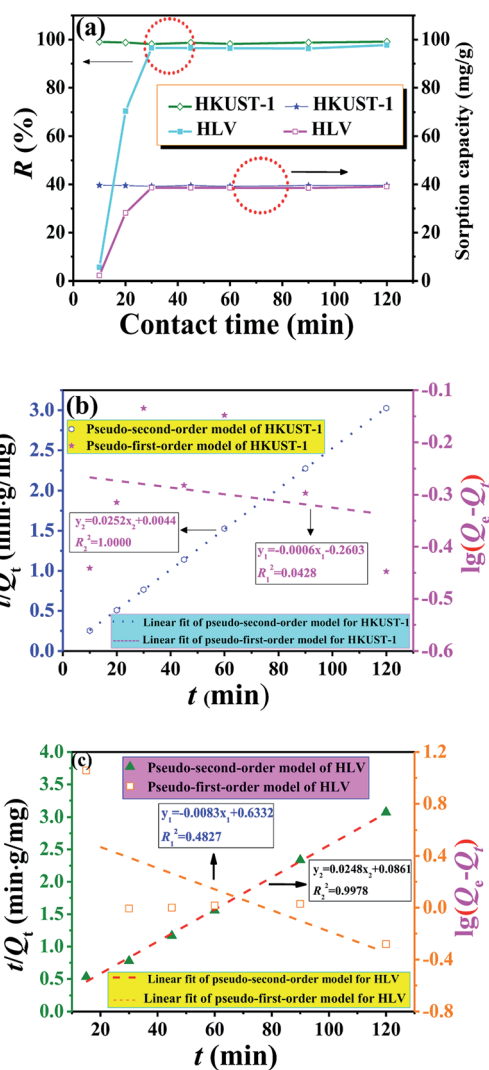 (a)
100
80
60
40
20
0
R (%)
HKUST-1
HKUST-1
HLV
HLV
100
80
60
40
20
0
Sorption capacity (mg/g)
0 20 40 60 80 100 120
Contact time (min)
(b)
3.0
2.5
2.0
1.5
1.0
0.5
0.0
t/Qt (min·g/mg)
Pseudo-second-order model of HKUST-1
Pseudo-first-order model of HKUST-1
y2=0.0252x2+0.0044
R2²=1.0000
y1=-0.0006x1-0.2603
R1²=0.0428
Linear fit of pseudo-second-order model for HKUST-1
Linear fit of pseudo-first-order model for HKUST-1
-0.1
-0.2
-0.3
-0.4
-0.5
-0.6
lg(Qe-Qt)
0 20 40 60 80 100 120
t (min)
(c)
4.0
3.5
3.0
2.5
2.0
1.5
1.0
0.5
0.0
t/Qt (min·g/mg)
Pseudo-second-order model of HLV
Pseudo-first-order model of HLV
y1=-0.0083x1+0.6332
R1²=0.4827
y2=0.0248x2+0.0861
R2²=0.9978
Linear fit of pseudo-second-order model for HLV
Linear fit of pseudo-first-order model for HLV
1.2
0.8
0.4
0.0
-0.4
-0.8
lg(Qe-Qt)
20 40 60 80 100 120
t (min)